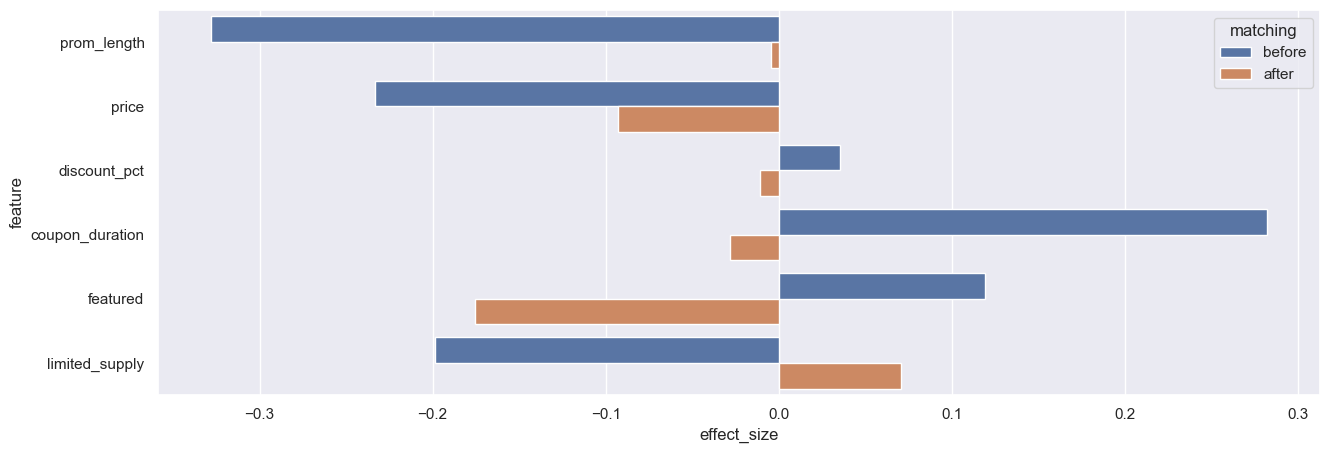 matching
before
after
prom_length
price
discount_pct
coupon_duration
featured
limited_supply
feature
−0.3
−0.2
−0.1
0.0
0.1
0.2
0.3
effect_size